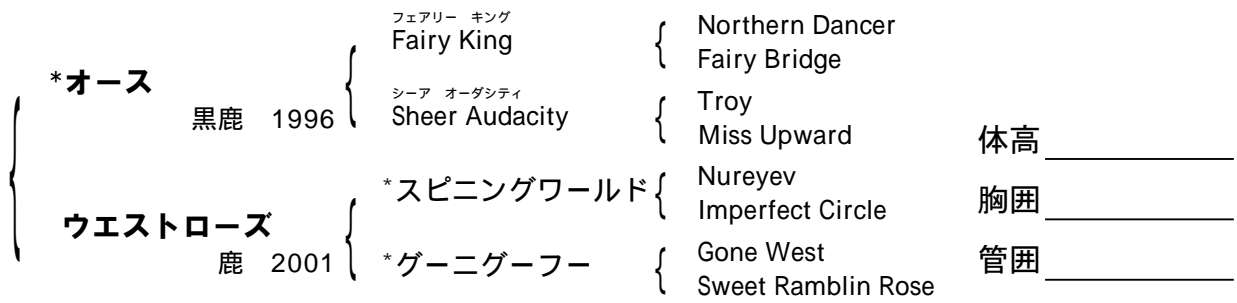 フェアリー キング
Fairy King
Northern Dancer
Fairy Bridge
*オース
黒鹿 1996
シーア オーダシティ
Sheer Audacity
Troy
Miss Upward
体高
*スピニングワールド
Nureyev
Imperfect Circle
胸囲
ウエストローズ
鹿 2001
*グーニグーフー
Gone West
Sweet Ramblin Rose
管囲